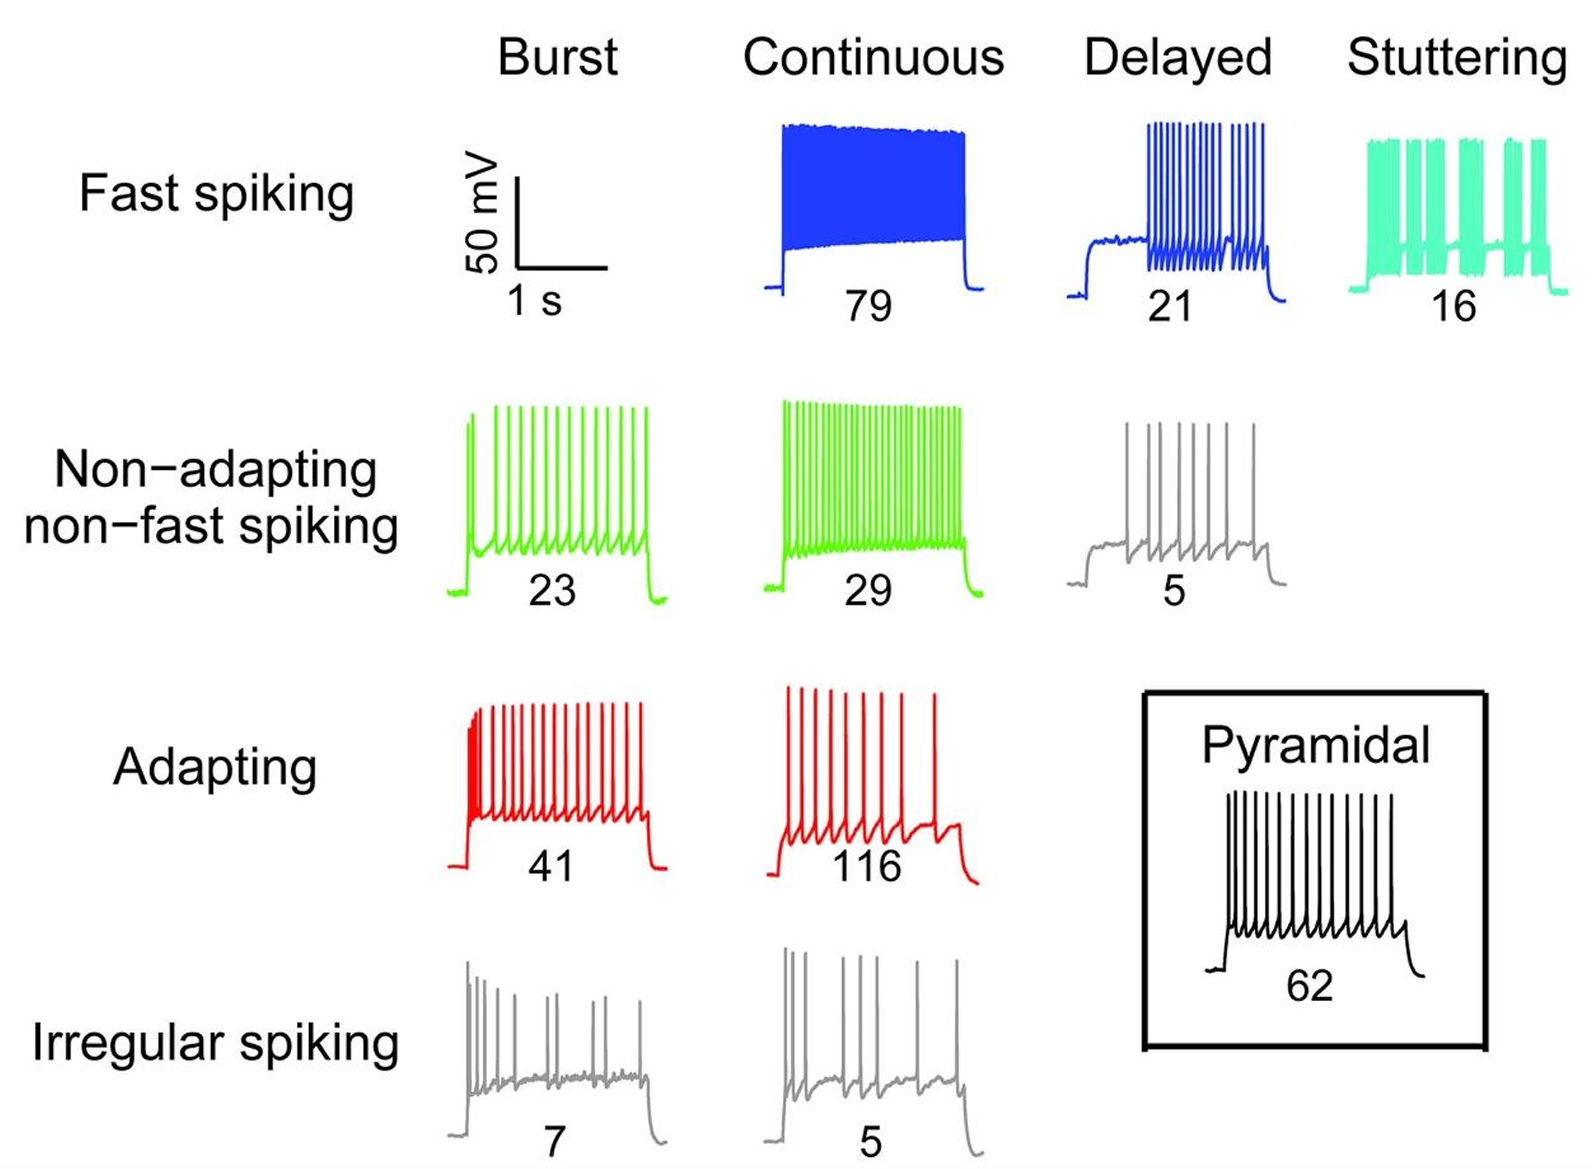 Burst Continuous Delayed Stuttering
Fast spiking
50 mV
1 s
79 21 16
Non−adapting
non−fast spiking
23 29 5
Adapting
41 116
Pyramidal
62
Irregular spiking
7 5